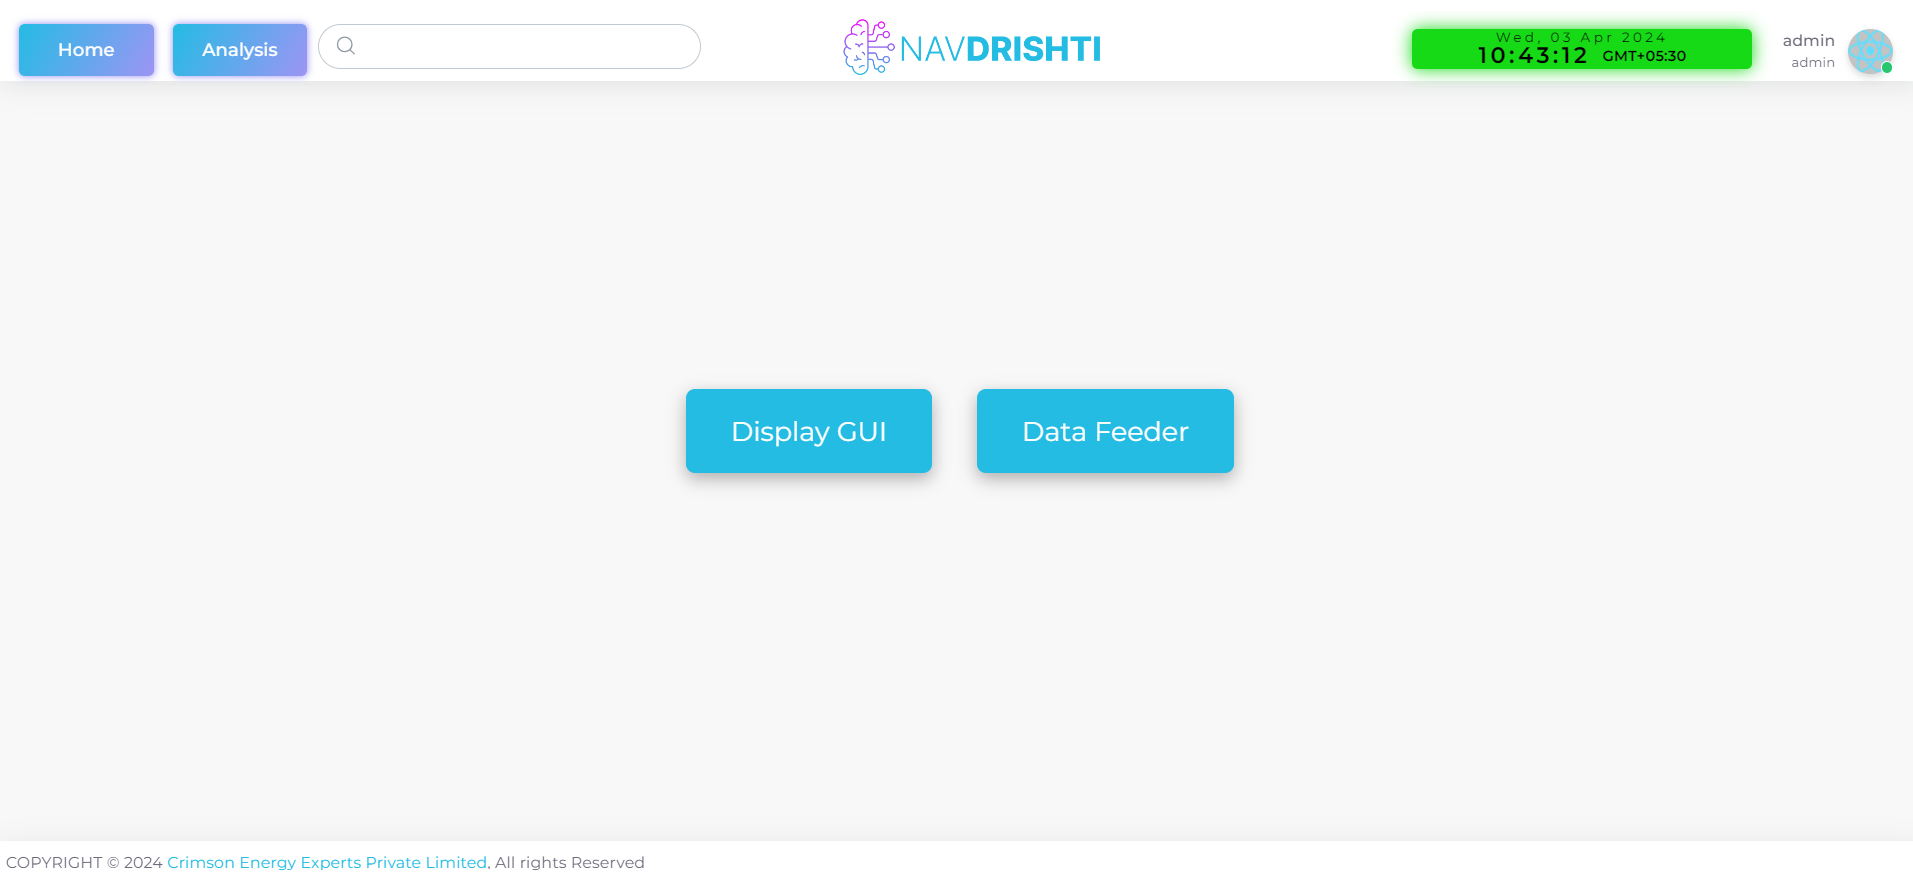 Home
Analysis
NAVDRISHTI
Wed, 03 Apr 2024
10:43:12 GMT+05:30
admin
admin
Display GUI
Data Feeder
COPYRIGHT © 2024 Crimson Energy Experts Private Limited, All rights Reserved